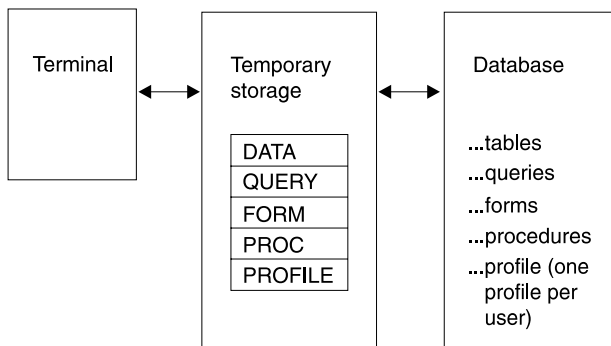 Terminal
Temporary
storage
DATA
QUERY
FORM
PROC
PROFILE
Database
...tables
...queries
...forms
...procedures
...profile (one
profile per
user)